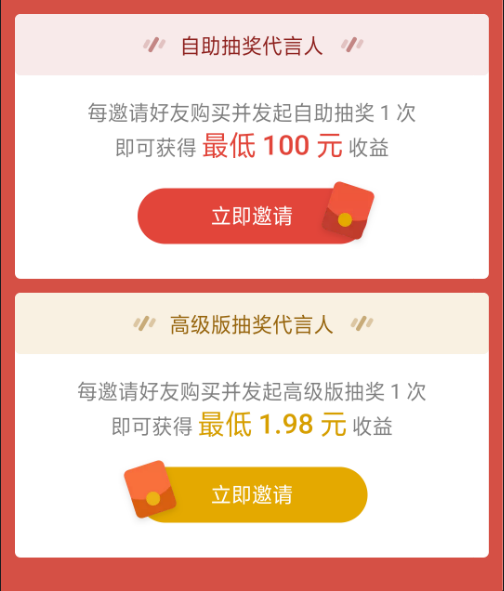 自助抽奖代言人
每邀请好友购买并发起自助抽奖 1 次
即可获得 最低 100 元 收益
立即邀请
高级版抽奖代言人
每邀请好友购买并发起高级版抽奖 1 次
即可获得 最低 1.98 元 收益
立即邀请